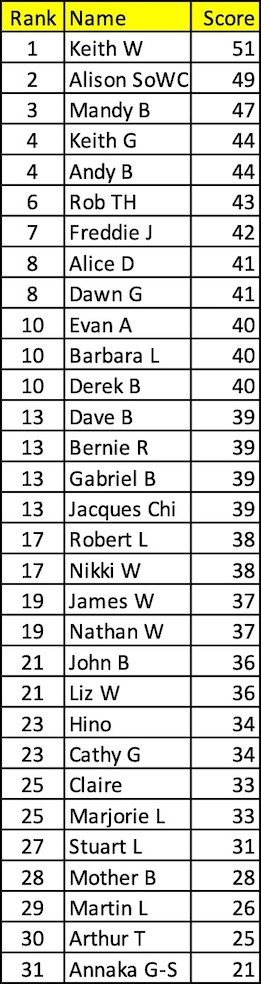 Rank Name Score
1 Keith W 51
2 Alison SoWC 49
3 Mandy B 47
4 Keith G 44
4 Andy B 44
6 Rob TH 43
7 Freddie J 42
8 Alice D 41
8 Dawn G 41
10 Evan A 40
10 Barbara L 40
10 Derek B 40
13 Dave B 39
13 Bernie R 39
13 Gabriel B 39
13 Jacques Chi 39
17 Robert L 38
17 Nikki W 38
19 James W 37
19 Nathan W 37
21 John B 36
21 Liz W 36
23 Hino 34
23 Cathy G 34
25 Claire 33
25 Marjorie L 33
27 Stuart L 31
28 Mother B 28
29 Martin L 26
30 Arthur T 25
31 Annaka G-S 21